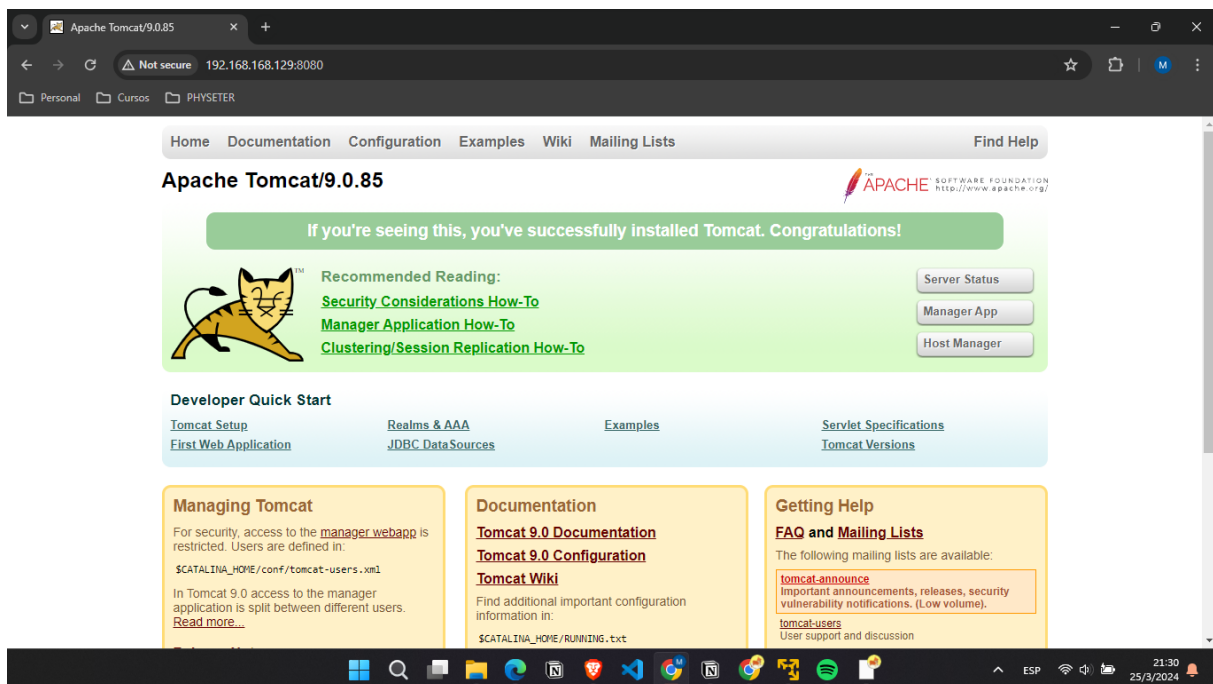 Apache Tomcat/9.0.85
Not secure 192.168.168.129:8080
M
Personal Cursos PHYSETER
Home Documentation Configuration Examples Wiki Mailing Lists Find Help
Apache Tomcat/9.0.85
THE APACHE SOFTWARE FOUNDATION
http://www.apache.org/
If you're seeing this, you've successfully installed Tomcat. Congratulations!
TM
Recommended Reading:
Security Considerations How-To
Manager Application How-To
Clustering/Session Replication How-To
Server Status
Manager App
Host Manager
Developer Quick Start
Tomcat Setup
First Web Application
Realms & AAA
JDBC DataSources
Examples
Servlet Specifications
Tomcat Versions
Managing Tomcat
For security, access to the manager webapp is
restricted. Users are defined in:
$CATALINA_HOME/conf/tomcat-users.xml
In Tomcat 9.0 access to the manager
application is split between different users.
Read more...
Documentation
Tomcat 9.0 Documentation
Tomcat 9.0 Configuration
Tomcat Wiki
Find additional important configuration
information in:
$CATALINA_HOME/RUNNING.txt
Getting Help
FAQ and Mailing Lists
The following mailing lists are available:
tomcat-announce
Important announcements, releases, security
vulnerability notifications. (Low volume).
tomcat-users
User support and discussion
ESP
21:30
25/3/2024